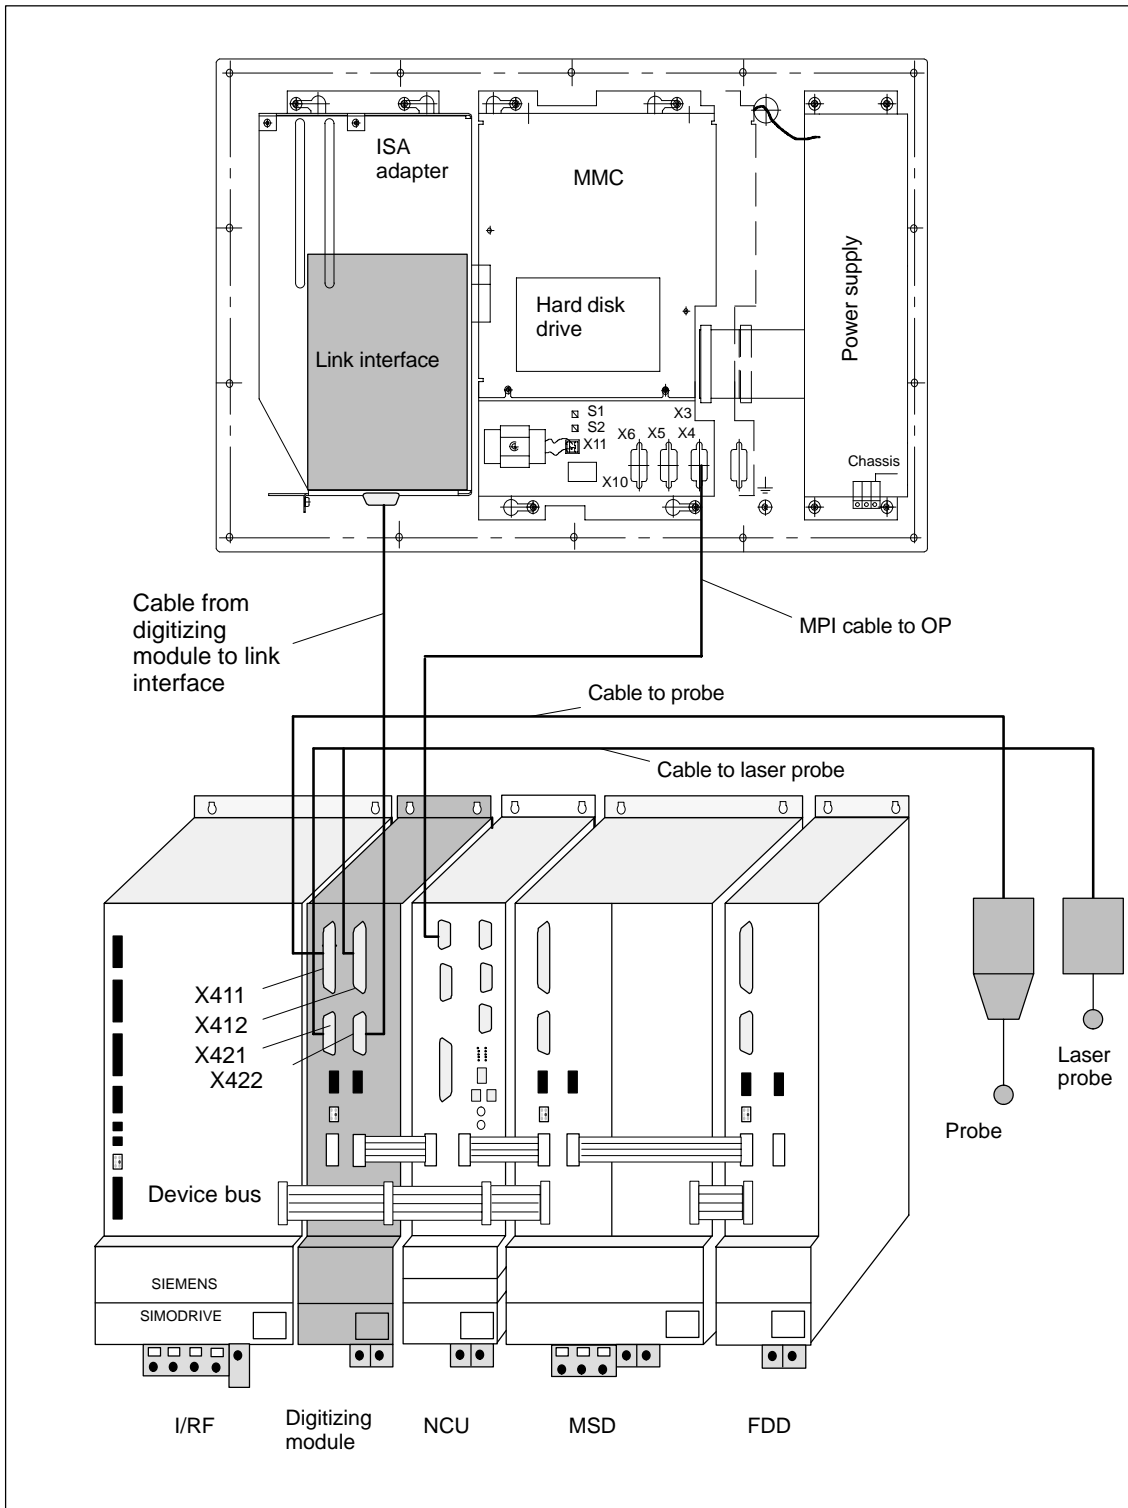 ISA
adapter
MMC
Power supply
Hard disk
drive
Link interface
S1
S2
X3
X6
X5
X4
X11
X10
Chassis
Cable from
digitizing
module to link
interface
MPI cable to OP
Cable to probe
Cable to laser probe
X411
X412
X421
X422
Laser
probe
Probe
Device bus
SIEMENS
SIMODRIVE
I/RF
Digitizing
module
NCU
MSD
FDD